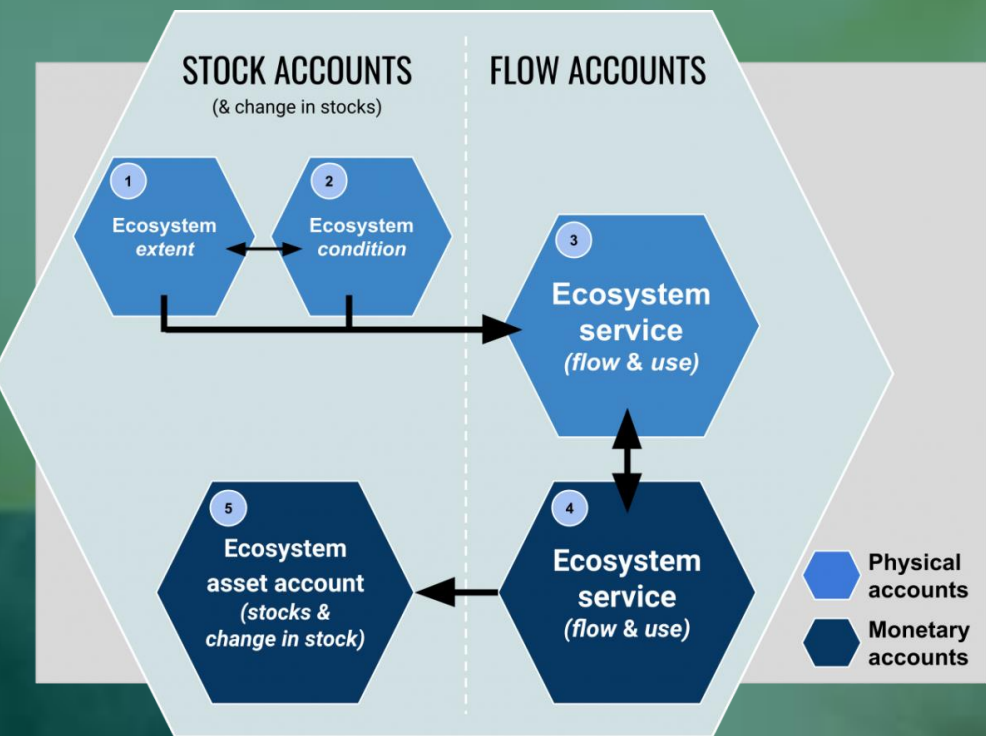 STOCK ACCOUNTS
(& change in stocks)
FLOW ACCOUNTS
1
Ecosystem
extent
2
Ecosystem
condition
3
Ecosystem
service
(flow & use)
5
Ecosystem
asset account
(stocks &
change in stock)
4
Ecosystem
service
(flow & use)
Physical
accounts
Monetary
accounts